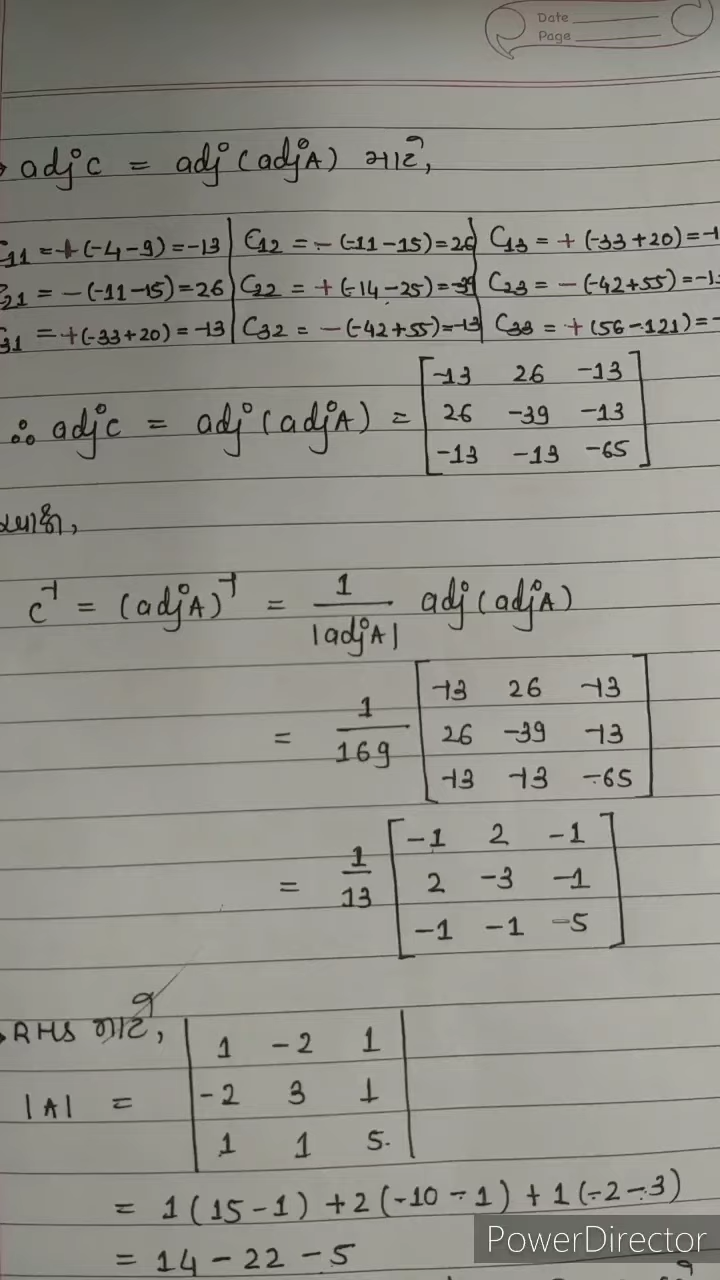 Date
Page
adj C = adj (adj A) માટે,
C11 = +(-4-9) = -13 | C12 = -(-11-15) = 26 | C13 = +(-33+20) = -1
C21 = -(-11-15) = 26 | C22 = +(-14-25) = -39 | C23 = -(-42+55) = -1
C31 = +(-33+20) = -13 | C32 = -(-42+55) = -13 | C33 = +(56-121) = -
∴ adj C = adj (adj A) = [-13 26 -13
26 -39 -13
-13 -13 -65]
C⁻¹ = (adj A)⁻¹ = 1/|adj A| adj (adj A)
= 1/169 [-13 26 -13
26 -39 -13
-13 -13 -65]
= 1/13 [-1 2 -1
2 -3 -1
-1 -1 -5]
RHS માટે,
|A| = |1 -2 1
-2 3 1
1 1 5|
= 1(15-1) + 2(-10-1) + 1(-2-3)
= 14 - 22 - 5
PowerDirector